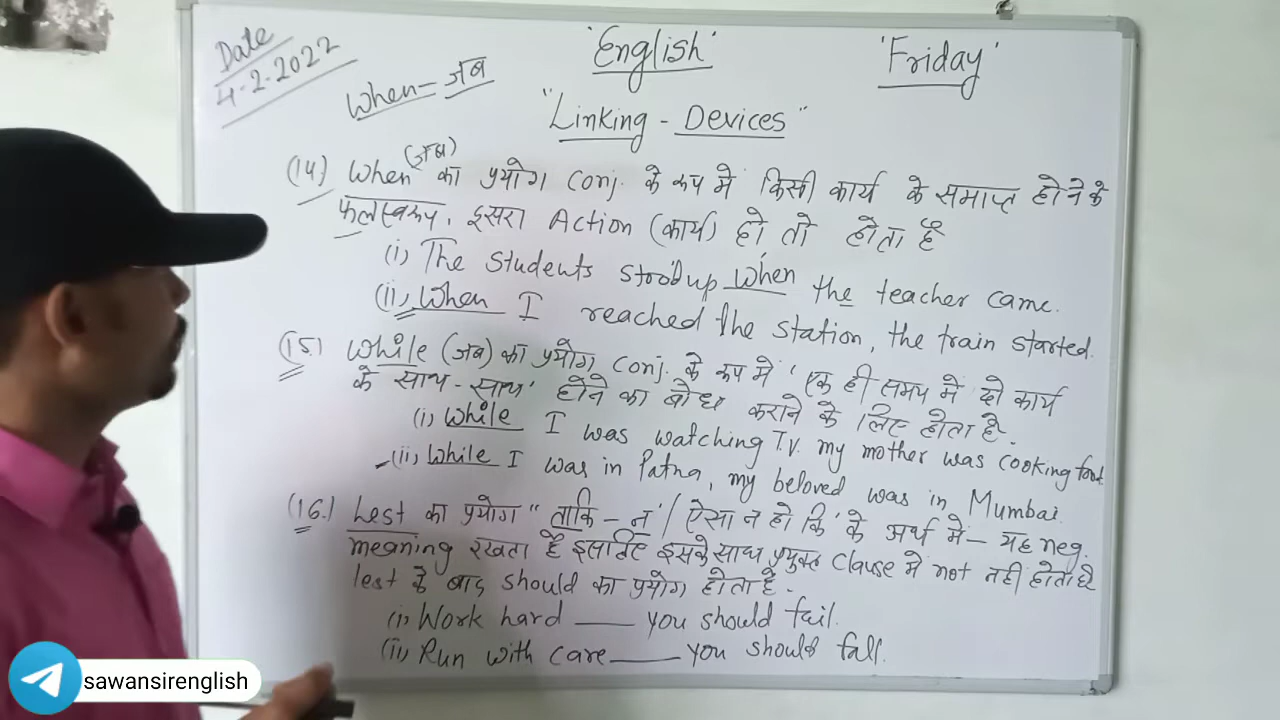 Date
4-2-2022
'English'
'Friday'
When - जब
"Linking - Devices"
(14) When (जब) का प्रयोग Conj. के रूप में किसी कार्य के समाप्त होने के
फलस्वरूप, दूसरा Action (कार्य) हो तो होता है
(i) The students stood up when the teacher came.
(ii) When I reached the station, the train started.
(15.) While (जब) का प्रयोग Conj. के रूप में 'एक ही समय में दो कार्य
के साथ-साथ' होने का बोध कराने के लिए होता है.
(i) While I was watching T.V. my mother was cooking food.
(ii) While I was in Patna, my beloved was in Mumbai.
(16.) Lest का प्रयोग "ताकि - न / ऐसा न हो कि' के अर्थ में - यह neg.
meaning रखता है इसलिए इसके साथ प्रयुक्त clause में not नहीं होता है
lest के बाद should का प्रयोग होता है.
(i) Work hard ____ you should fail.
(ii) Run with care ____ you should fall.
sawansirenglish